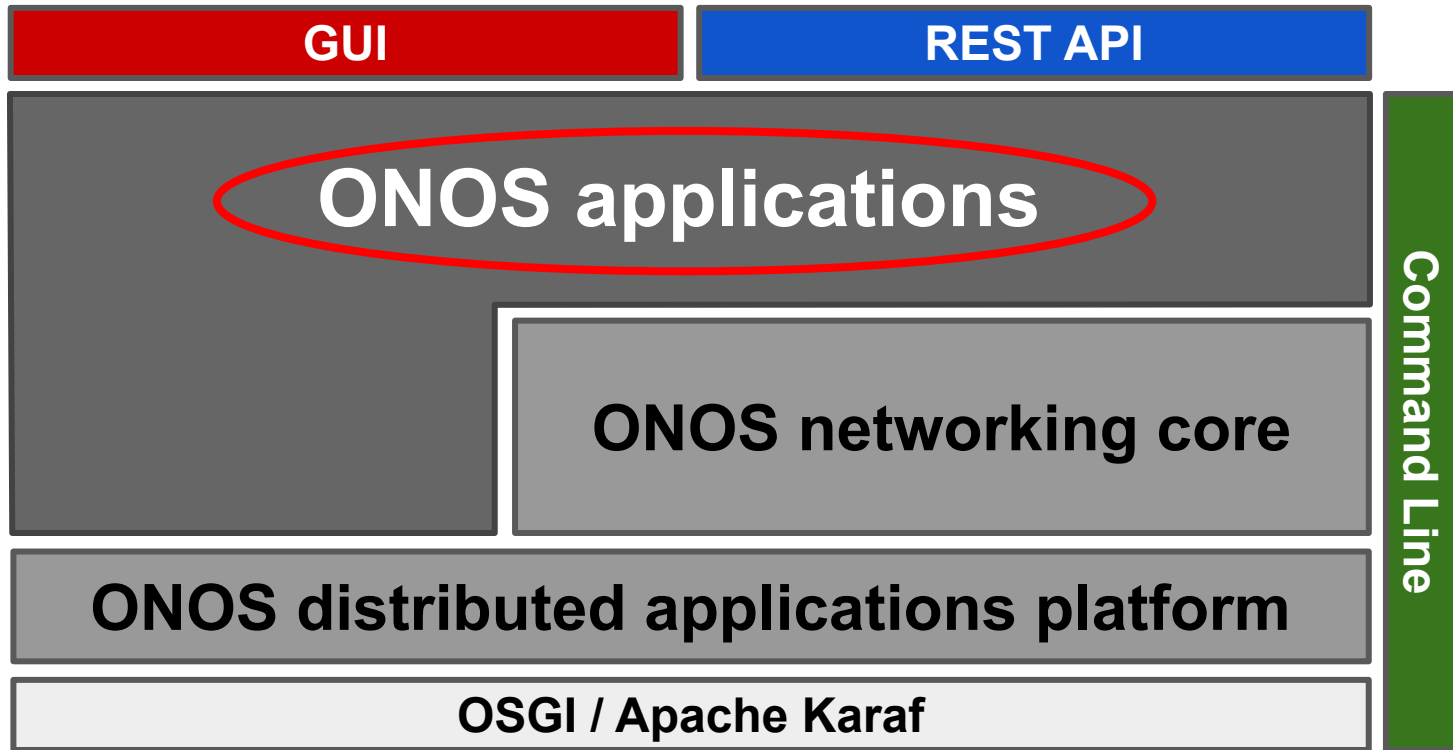 GUI
REST API
ONOS applications
ONOS networking core
Command Line
ONOS distributed applications platform
OSGI / Apache Karaf